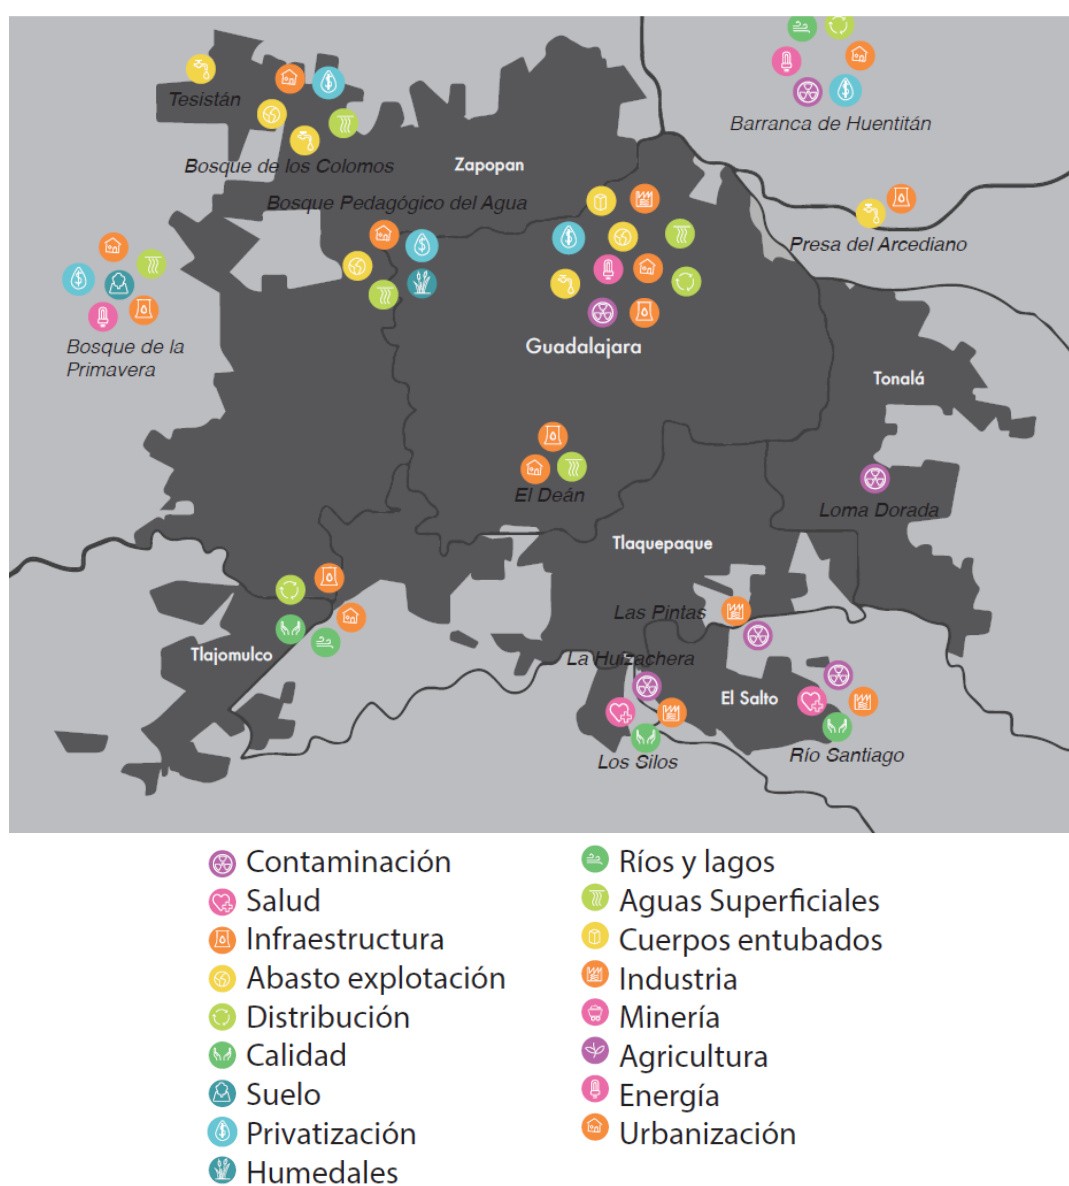 Tesistán
Barranca de Huentitán
Bosque de los Colomos
Zapopan
Bosque Pedagógico del Agua
Presa del Arcediano
Bosque de la
Primavera
Guadalajara
Tonalá
El Deán
Loma Dorada
Tlaquepaque
Las Pintas
Tlajomulco
La Huizachera
El Salto
Los Silos
Río Santiago
Contaminación
Salud
Infraestructura
Abasto explotación
Distribución
Calidad
Suelo
Privatización
Humedales
Ríos y lagos
Aguas Superficiales
Cuerpos entubados
Industria
Minería
Agricultura
Energía
Urbanización